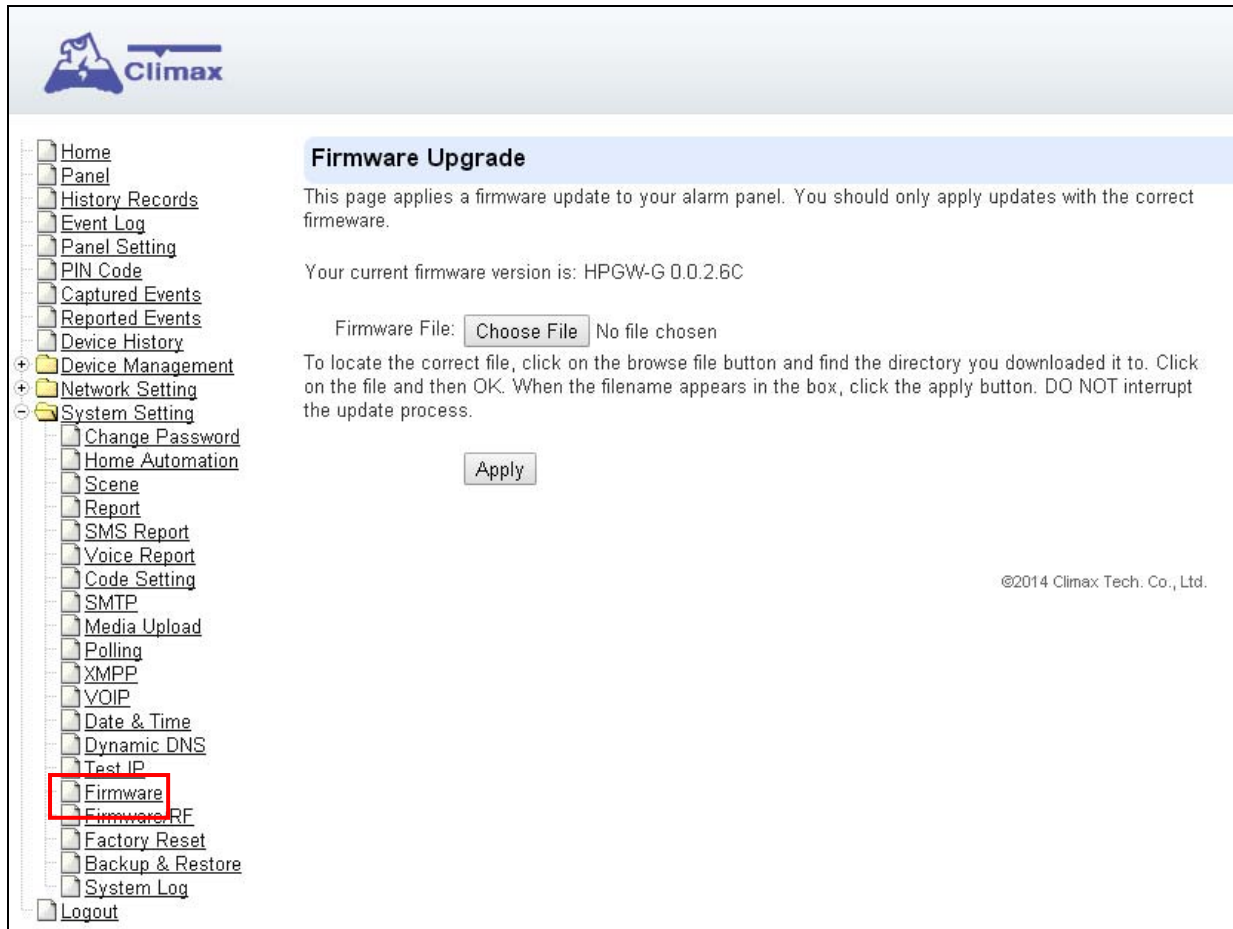 Climax
Home
Panel
History Records
Event Log
Panel Setting
PIN Code
Captured Events
Reported Events
Device History
Device Management
Network Setting
System Setting
Change Password
Home Automation
Scene
Report
SMS Report
Voice Report
Code Setting
SMTP
Media Upload
Polling
XMPP
VOIP
Date & Time
Dynamic DNS
Test IP
Firmware
Firmware/RF
Factory Reset
Backup & Restore
System Log
Logout
Firmware Upgrade
This page applies a firmware update to your alarm panel. You should only apply updates with the correct
firmeware.
Your current firmware version is: HPGW-G 0.0.2.6C
Firmware File: Choose File No file chosen
To locate the correct file, click on the browse file button and find the directory you downloaded it to. Click
on the file and then OK. When the filename appears in the box, click the apply button. DO NOT interrupt
the update process.
Apply
©2014 Climax Tech. Co., Ltd.